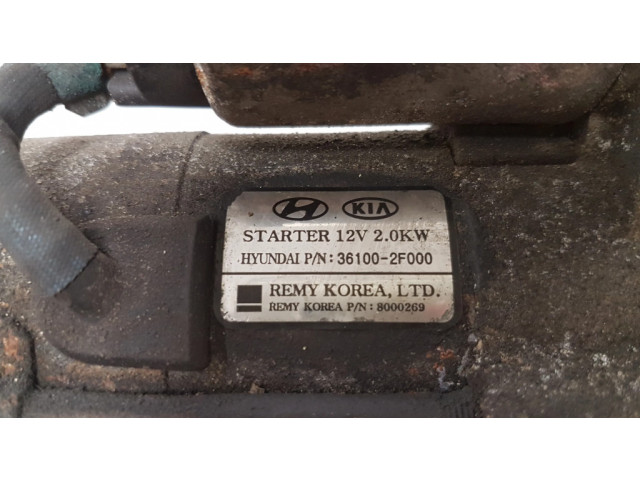 KIA
STARTER 12V 2.0KW
HYUNDAI P/N: 36100-2F000
REMY KOREA, LTD.
REMY KOREA P/N: 8000269